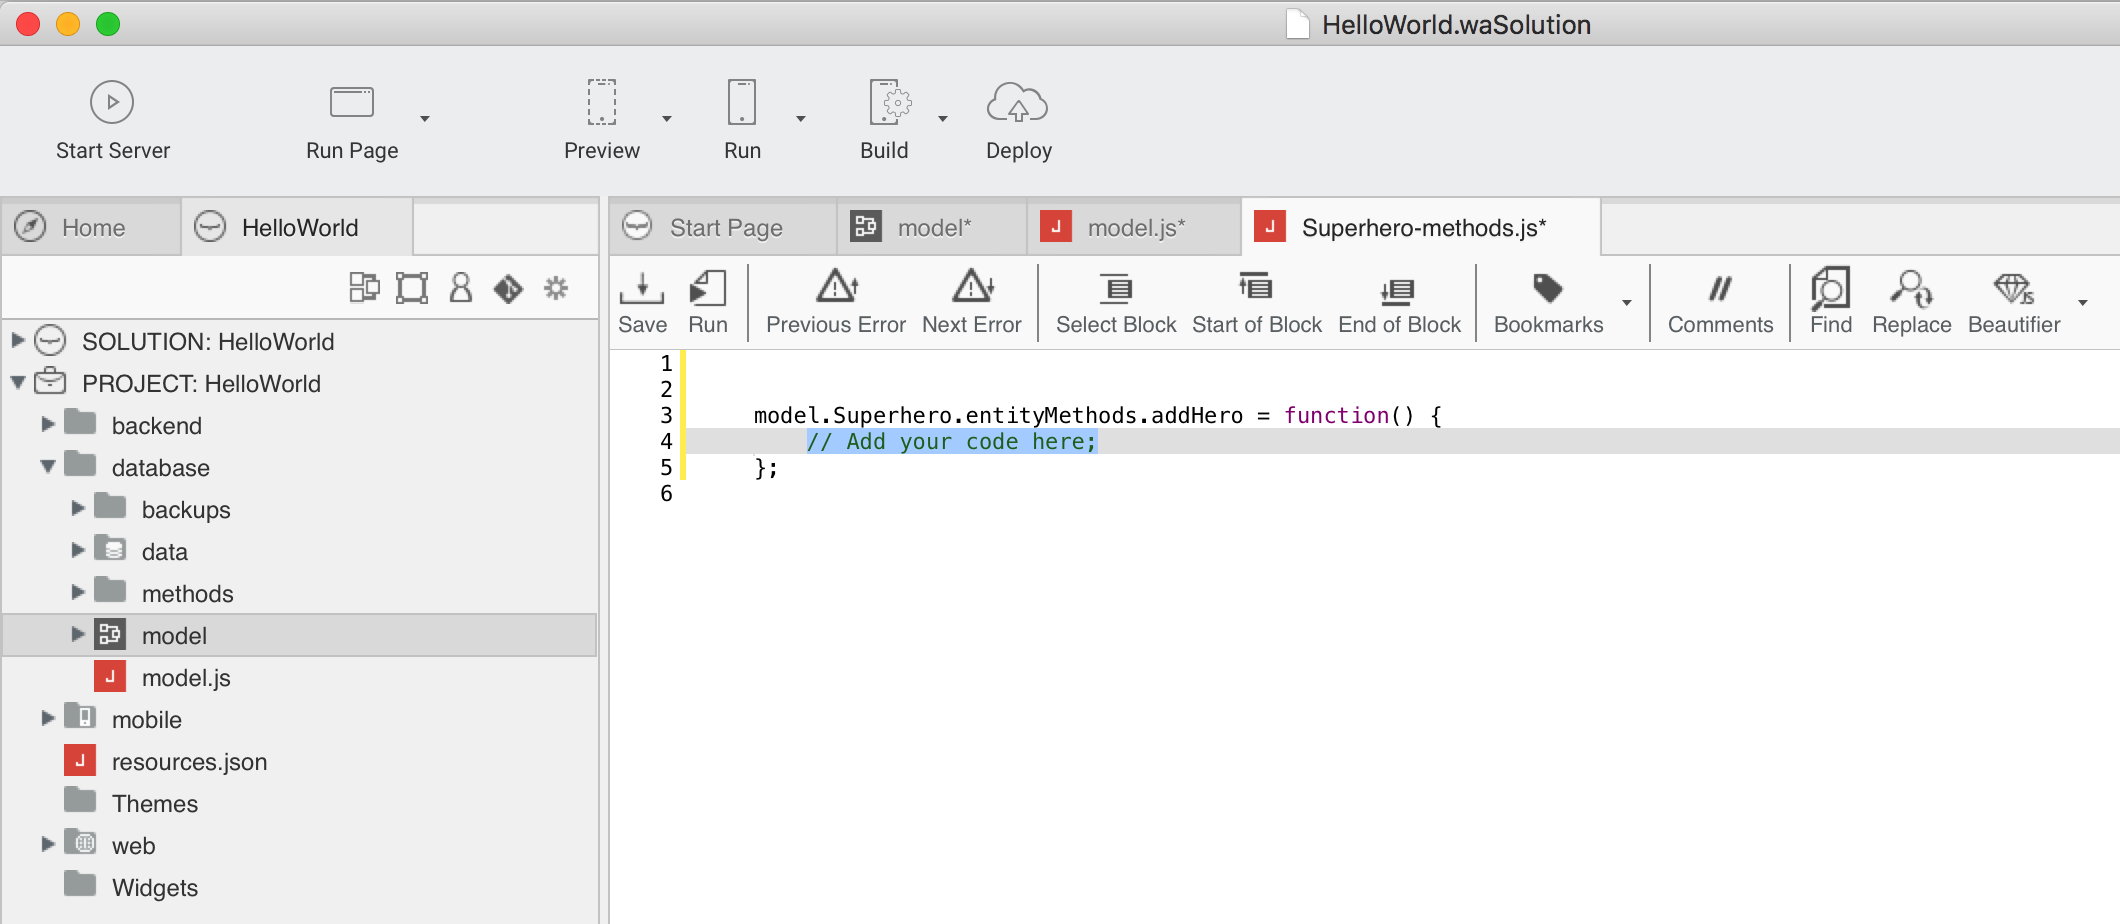 HelloWorld.waSolution
Start Server
Run Page
Preview
Run
Build
Deploy
Home
HelloWorld
SOLUTION: HelloWorld
PROJECT: HelloWorld
backend
database
backups
data
methods
model
J model.js
mobile
J resources.json
Themes
web
Widgets
Start Page
model*
J model.js*
J Superhero-methods.js*
Save
Run
Previous Error
Next Error
Select Block
Start of Block
End of Block
Bookmarks
// Comments
Find
Replace
JS Beautifier
1
2
3 model.Superhero.entityMethods.addHero = function() {
4 // Add your code here;
5 };
6